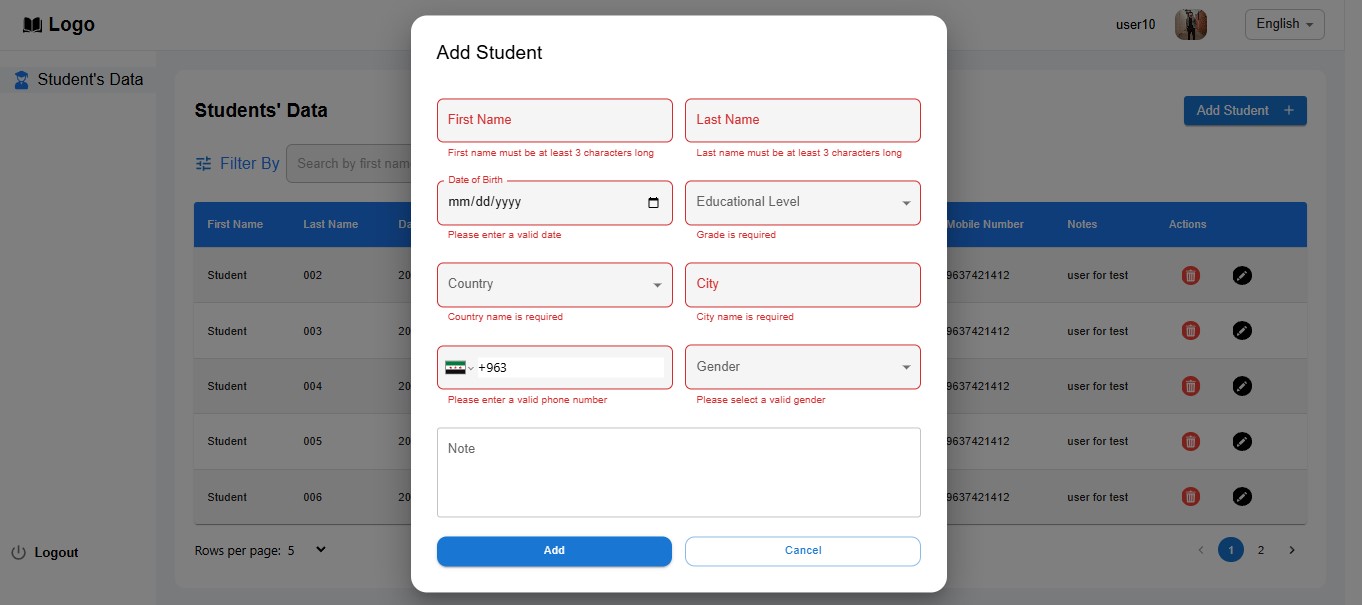 Logo
user10
English
Student's Data
Students' Data
Add Student +
Filter By
Search by first nam
First Name Last Name Da Mobile Number Notes Actions
Student 002 20 9637421412 user for test
Student 003 20 9637421412 user for test
Student 004 20 9637421412 user for test
Student 005 20 9637421412 user for test
Student 006 20 9637421412 user for test
Rows per page: 5
1 2
Logout
Add Student
First Name Last Name
First name must be at least 3 characters long Last name must be at least 3 characters long
Date of Birth
mm/dd/yyyy Educational Level
Please enter a valid date Grade is required
Country City
Country name is required City name is required
+963 Gender
Please enter a valid phone number Please select a valid gender
Note
Add Cancel